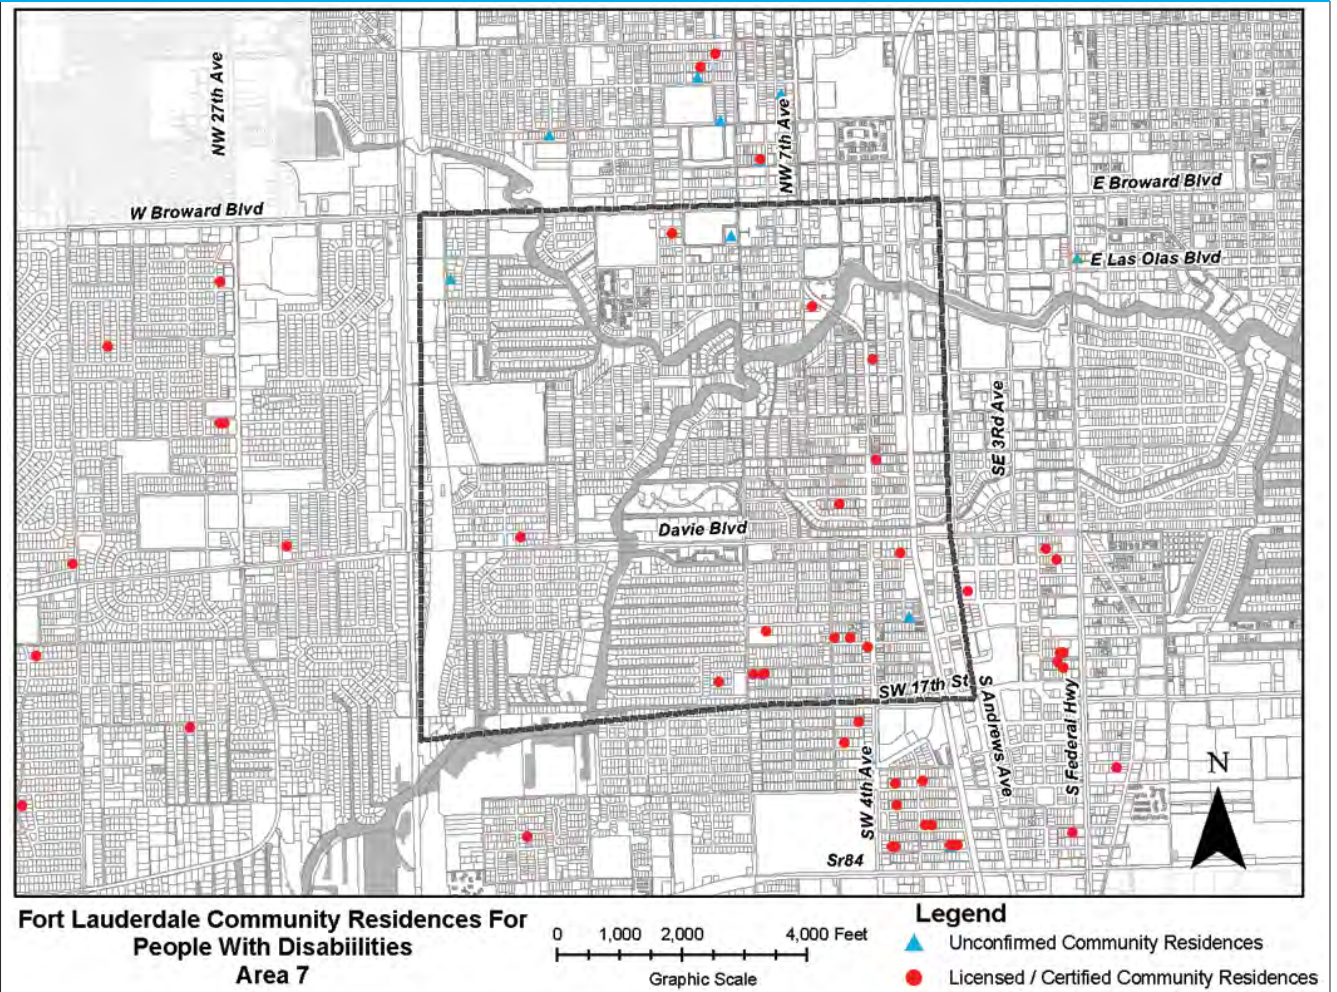 NW 27th Ave
NW 7th Ave
E Broward Blvd
W Broward Blvd
E Las Olas Blvd
SE 3Rd Ave
Davie Blvd
SW 17th St
S Andrews Ave
S Federal Hwy
SW 4th Ave
N
Sr84
Fort Lauderdale Community Residences For
People With Disabiilities
Area 7
0 1,000 2,000 4,000 Feet
Graphic Scale
Legend
Unconfirmed Community Residences
Licensed / Certified Community Residences